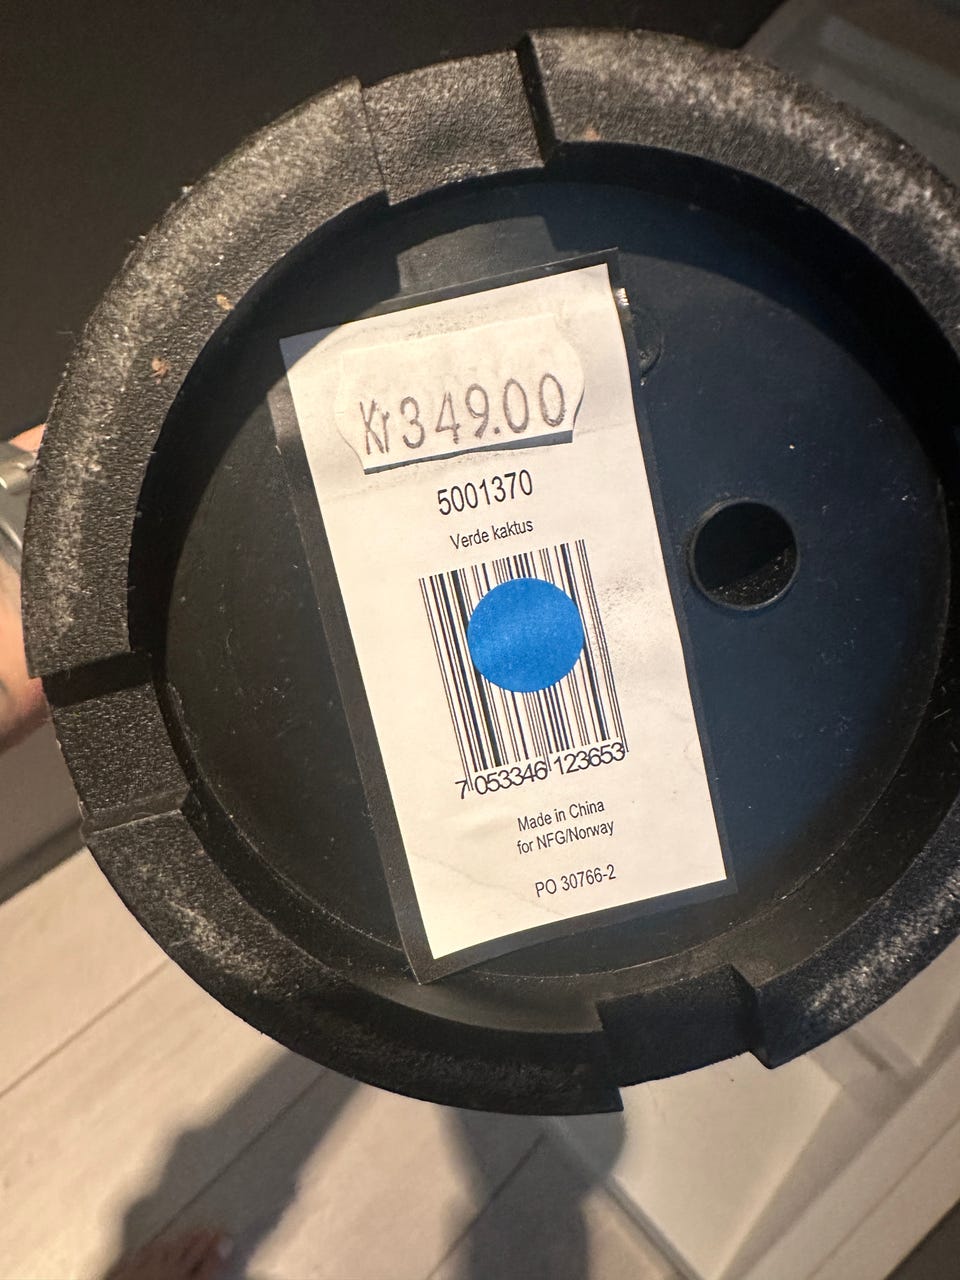 Kr349.00
5001370
Verde kaktus
7 053346 123653
Made in China
for NFG/Norway
PO 30766-2